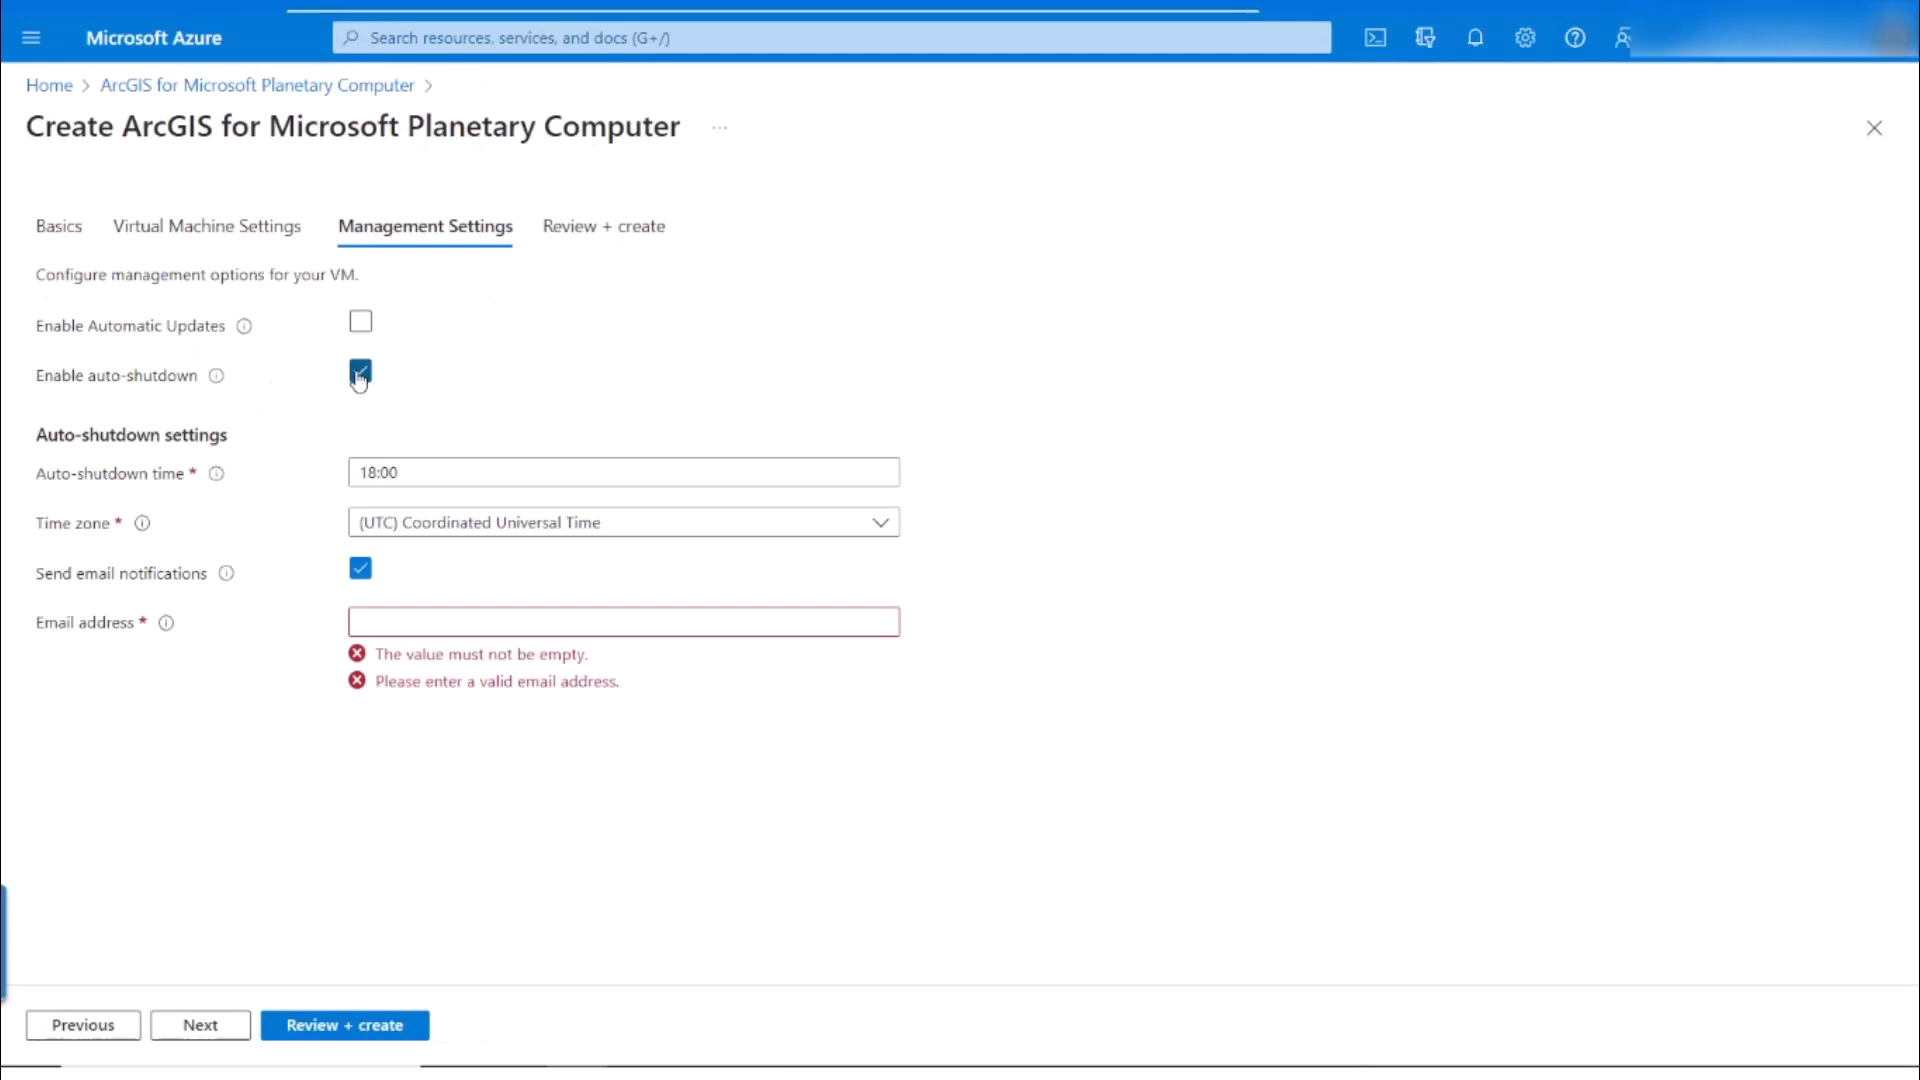 Microsoft Azure
Search resources, services, and docs (G+/)
Home > ArcGIS for Microsoft Planetary Computer >
Create ArcGIS for Microsoft Planetary Computer ...
Basics Virtual Machine Settings Management Settings Review + create
Configure management options for your VM.
Enable Automatic Updates
Enable auto-shutdown
Auto-shutdown settings
Auto-shutdown time * 18:00
Time zone * (UTC) Coordinated Universal Time
Send email notifications
Email address *
The value must not be empty.
Please enter a valid email address.
Previous Next Review + create